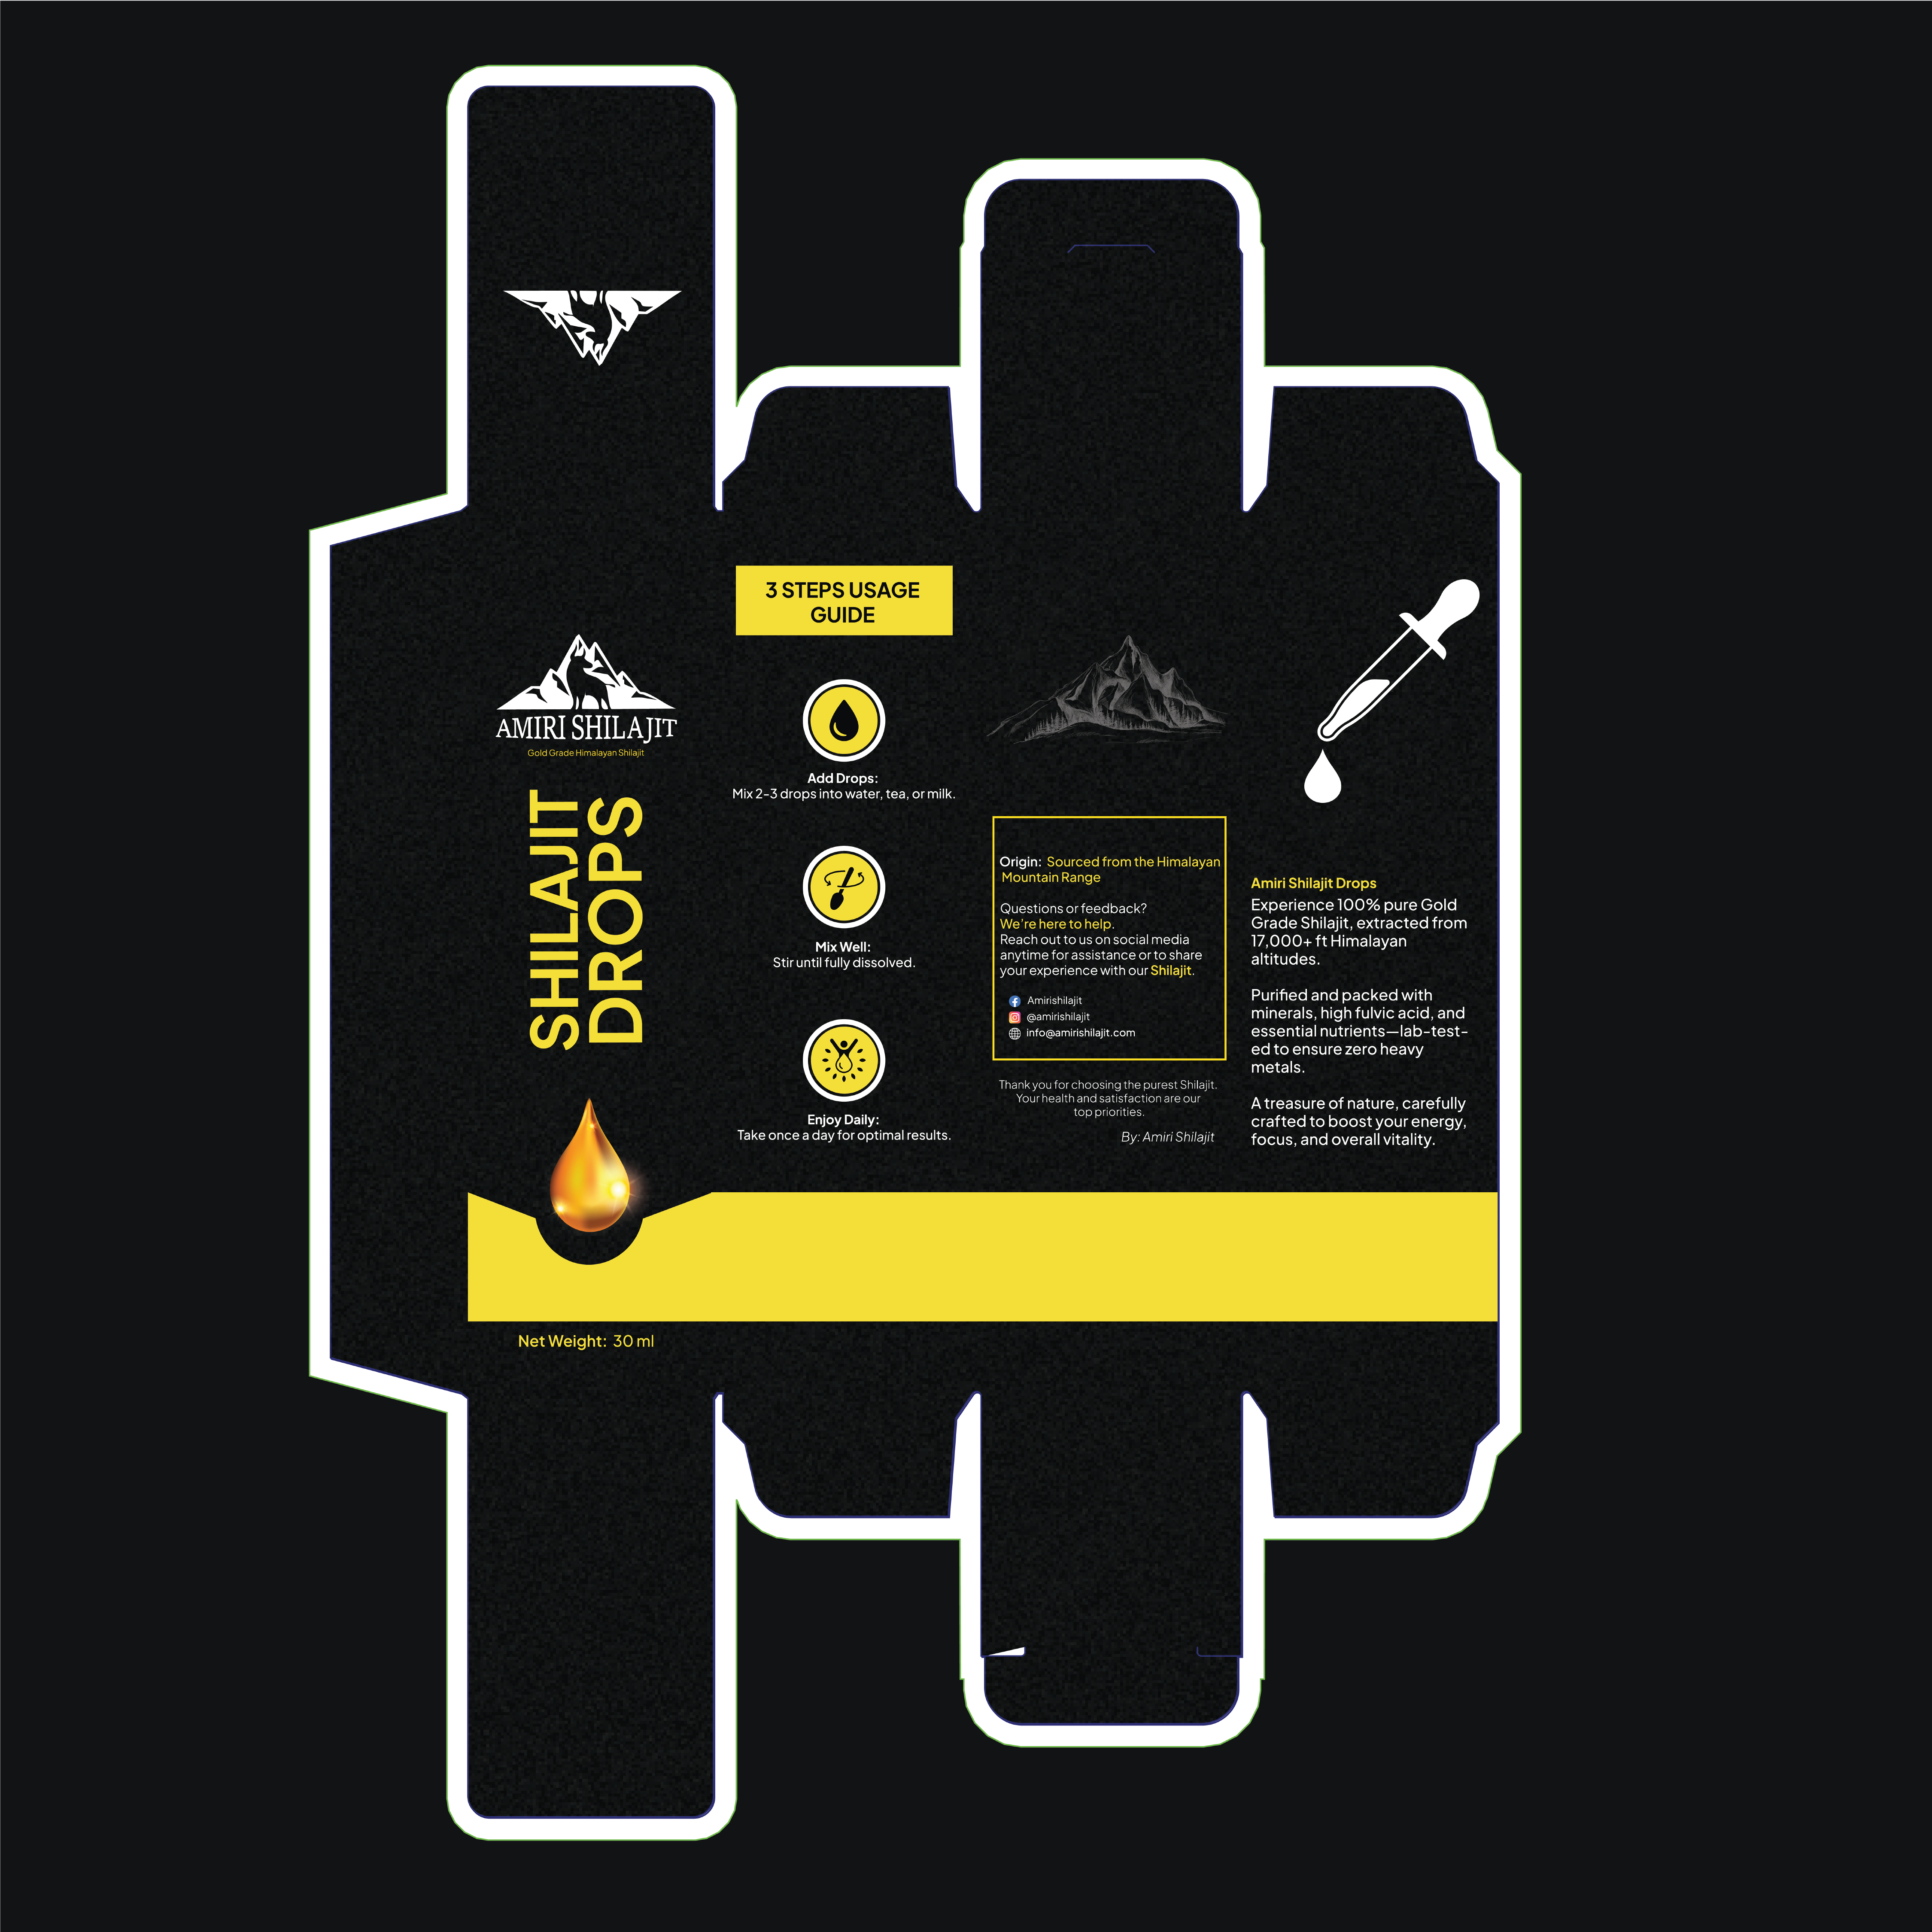 AMIRI SHILAJIT
Gold Grade Himalayan Shilajit
SHILAJIT
DROPS
Net Weight: 30 ml
3 STEPS USAGE
GUIDE
Add Drops:
Mix 2-3 drops into water, tea, or milk.
Mix Well:
Stir until fully dissolved.
Enjoy Daily:
Take once a day for optimal results.
Origin: Sourced from the Himalayan
Mountain Range
Questions or feedback?
We're here to help.
Reach out to us on social media
anytime for assistance or to share
your experience with our Shilajit.
Amirishilajit
@amirishilajit
info@amirishilajit.com
Thank you for choosing the purest Shilajit.
Your health and satisfaction are our
top priorities.
By: Amiri Shilajit
Amiri Shilajit Drops
Experience 100% pure Gold
Grade Shilajit, extracted from
17,000+ ft Himalayan
altitudes.
Purified and packed with
minerals, high fulvic acid, and
essential nutrients—lab-test-
ed to ensure zero heavy
metals.
A treasure of nature, carefully
crafted to boost your energy,
focus, and overall vitality.